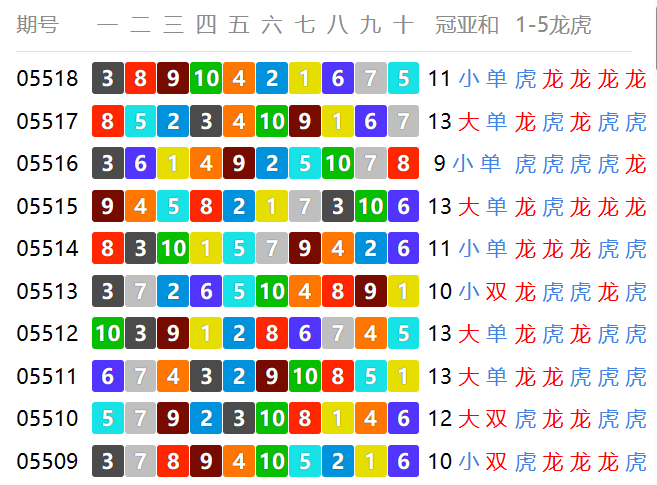 期号 一 二 三 四 五 六 七 八 九 十 冠亚和 1-5龙虎
05518 3 8 9 10 4 2 1 6 7 5 11 小 单 虎 龙 龙 龙 龙
05517 8 5 2 3 4 10 9 1 6 7 13 大 单 龙 虎 龙 虎 虎
05516 3 6 1 4 9 2 5 10 7 8 9 小 单 虎 虎 虎 虎 龙
05515 9 4 5 8 2 1 7 3 10 6 13 大 单 龙 虎 龙 龙 龙
05514 8 3 10 1 5 7 9 4 2 6 11 小 单 龙 龙 龙 虎 虎
05513 3 7 2 6 5 10 4 8 9 1 10 小 双 龙 虎 虎 龙 虎
05512 10 3 9 1 2 8 6 7 4 5 13 大 单 龙 虎 龙 虎 虎
05511 6 7 4 3 2 9 10 8 5 1 13 大 单 龙 龙 虎 虎 虎
05510 5 7 9 2 3 10 8 1 4 6 12 大 双 虎 龙 龙 虎 虎
05509 3 7 8 9 4 10 5 2 1 6 10 小 双 虎 龙 龙 龙 虎